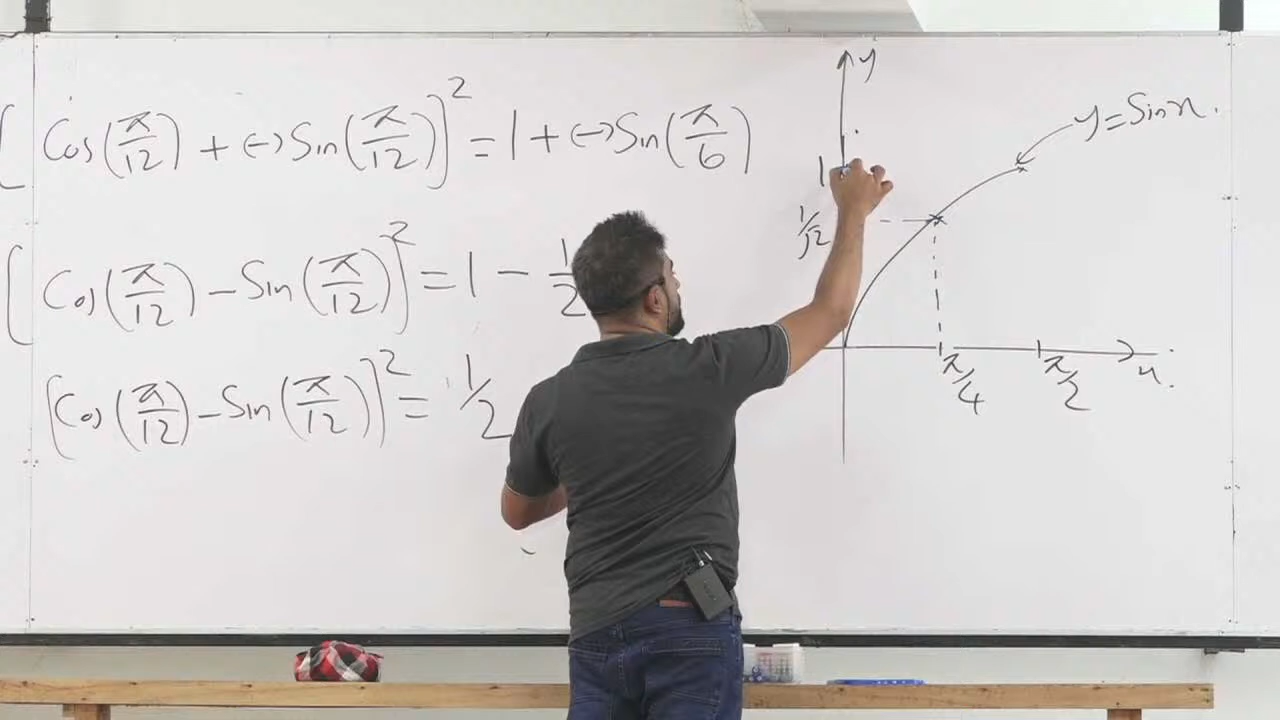 [Cos(π/12) + (-)Sin(π/12)]² = 1 + (-)Sin(π/6)
[Cos(π/12) - Sin(π/12)]² = 1 - 1/2
[Cos(π/12) - Sin(π/12)]² = 1/2
y
y = Sin x.
1
1/√2
π/4
π/2
x